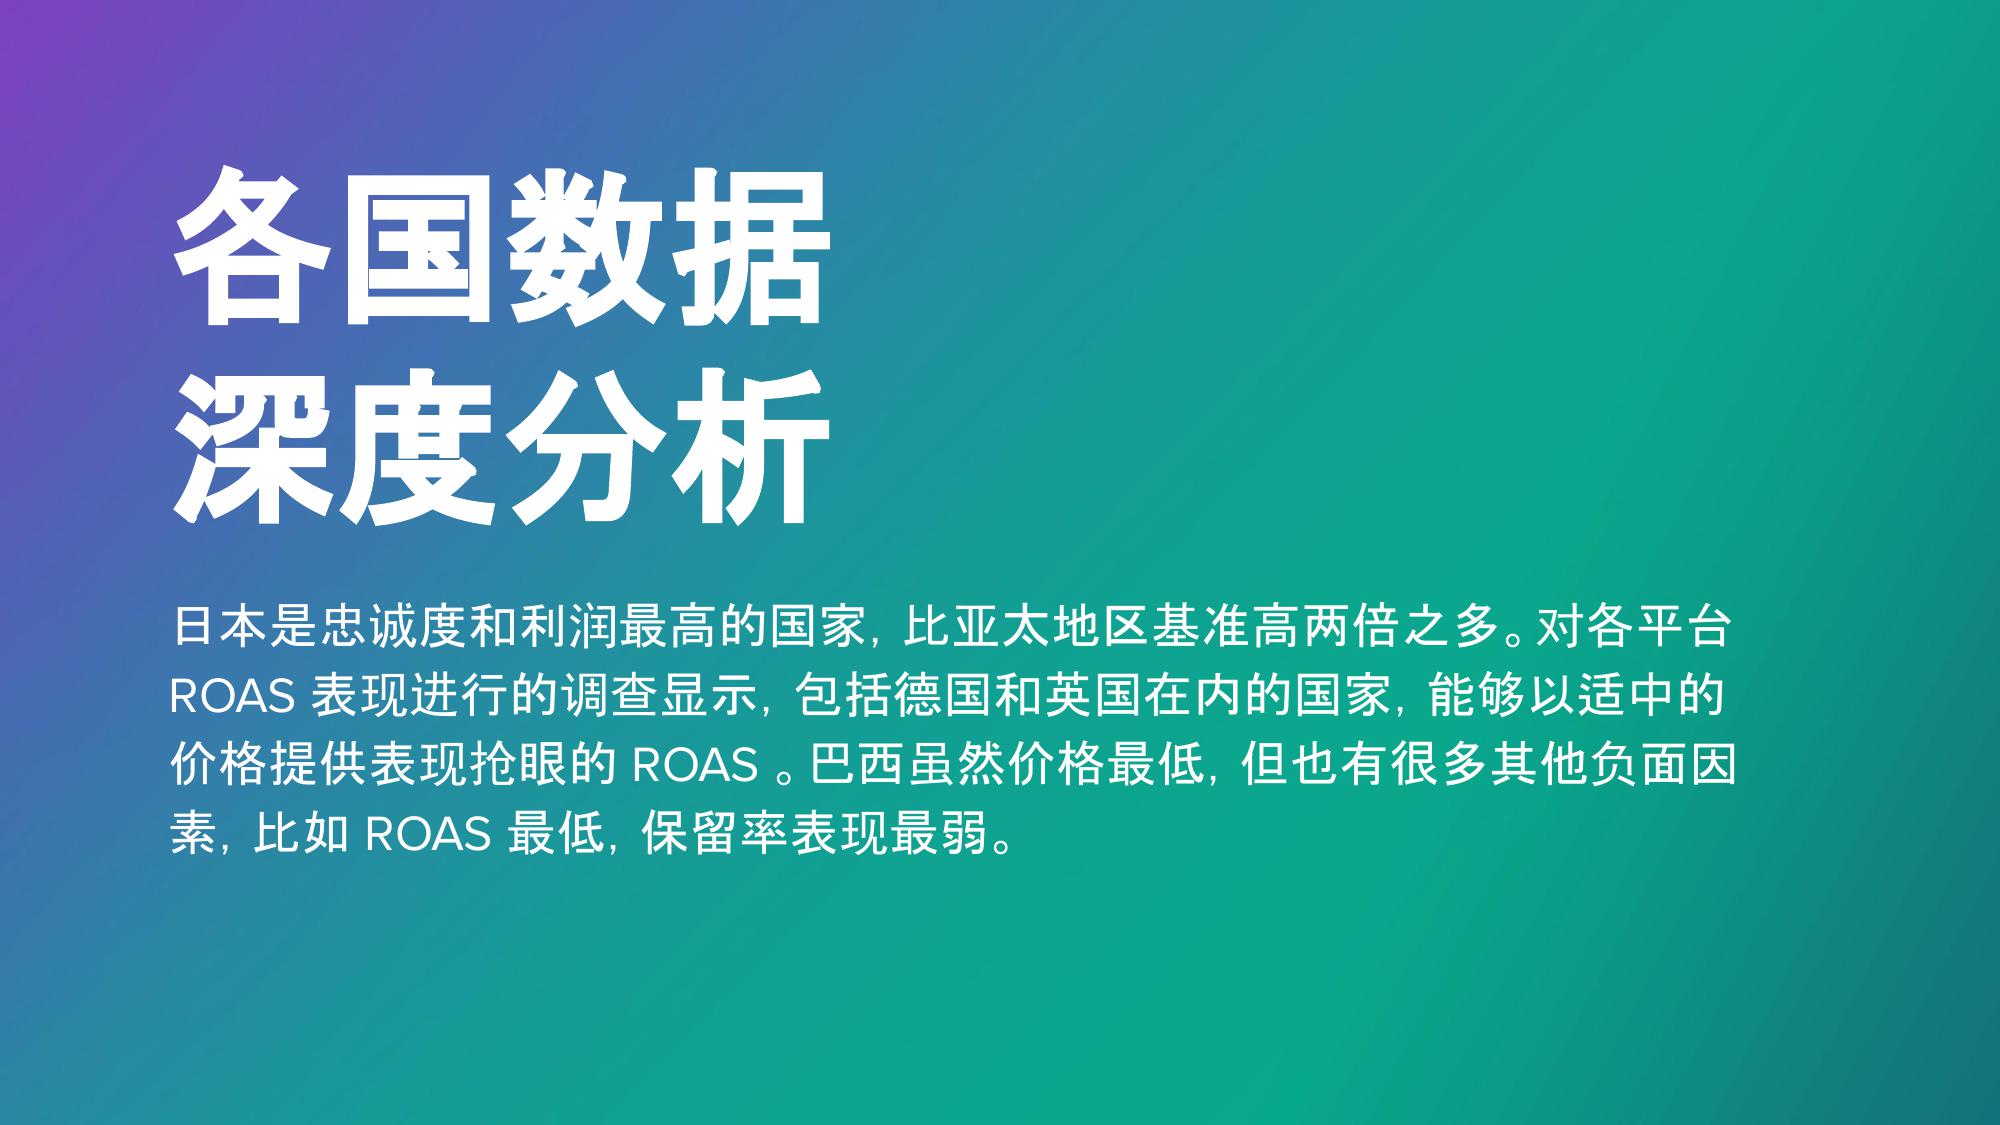 各国数据
深度分析
日本是忠诚度和利润最高的国家，比亚太地区基准高两倍之多。对各平台
ROAS 表现进行的调查显示，包括德国和英国在内的国家，能够以适中的
价格提供表现抢眼的 ROAS 。巴西虽然价格最低，但也有很多其他负面因
素，比如 ROAS 最低，保留率表现最弱。